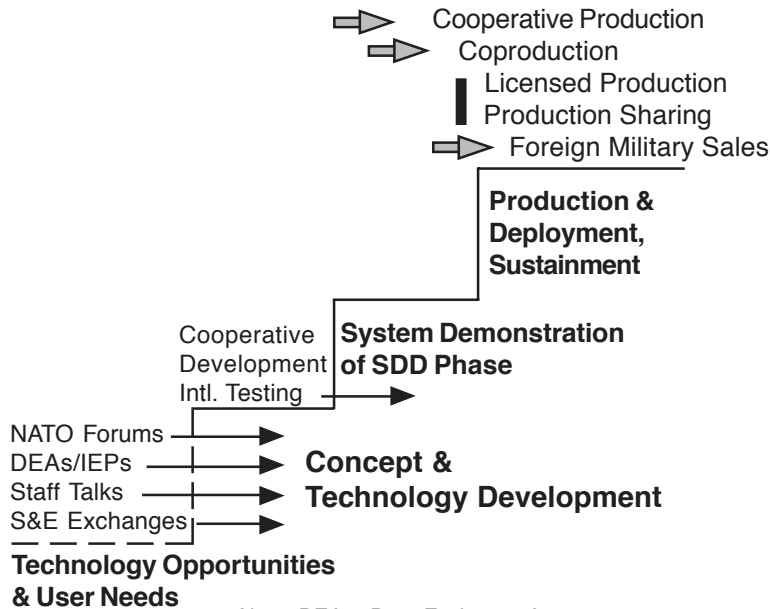 Cooperative Production
Coproduction
Licensed Production
Production Sharing
Foreign Military Sales
Production &
Deployment,
Sustainment
Cooperative
Development
Intl. Testing
System Demonstration
of SDD Phase
NATO Forums
DEAs/IEPs
Staff Talks
S&E Exchanges
Concept &
Technology Development
Technology Opportunities
& User Needs